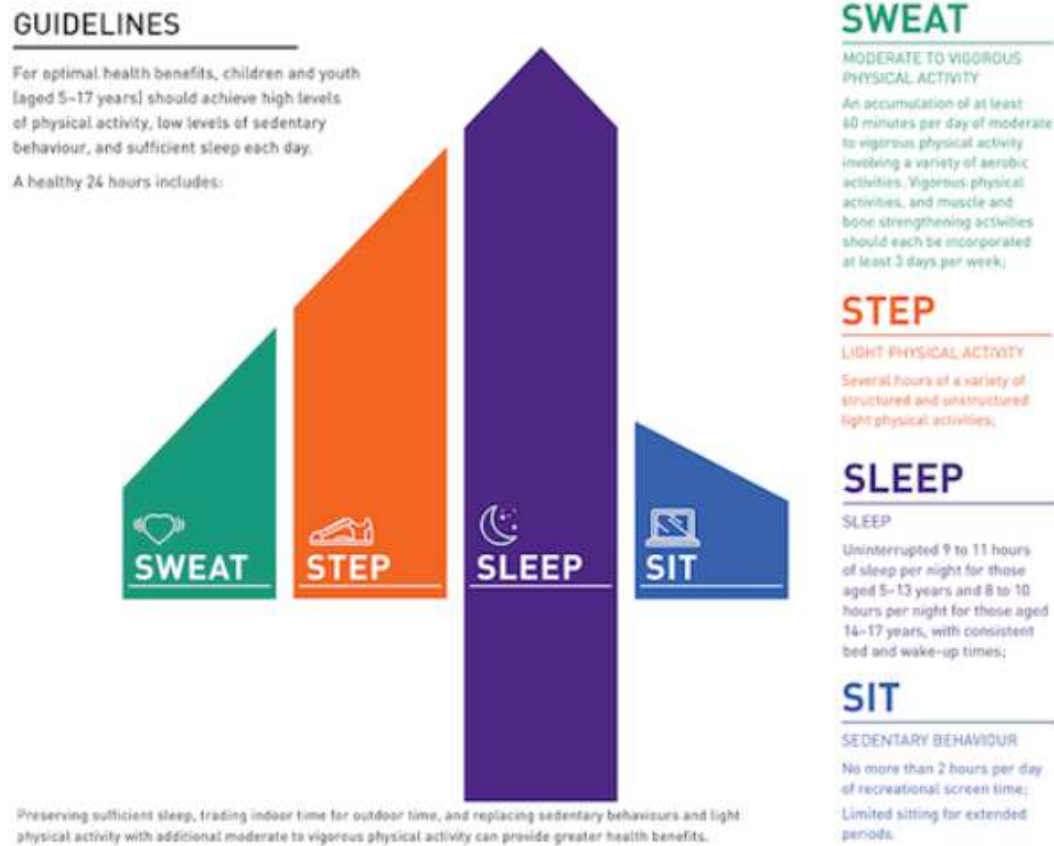 GUIDELINES
For optimal health benefits, children and youth
(aged 5–17 years) should achieve high levels
of physical activity, low levels of sedentary
behaviour, and sufficient sleep each day.
A healthy 24 hours includes:
SWEAT
STEP
SLEEP
SIT
Preserving sufficient sleep, trading indoor time for outdoor time, and replacing sedentary behaviours and light
physical activity with additional moderate to vigorous physical activity can provide greater health benefits.
SWEAT
MODERATE TO VIGOROUS
PHYSICAL ACTIVITY
An accumulation of at least
60 minutes per day of moderate
to vigorous physical activity
involving a variety of aerobic
activities. Vigorous physical
activities, and muscle and
bone strengthening activities
should each be incorporated
at least 3 days per week;
STEP
LIGHT PHYSICAL ACTIVITY
Several hours of a variety of
structured and unstructured
light physical activities;
SLEEP
SLEEP
Uninterrupted 9 to 11 hours
of sleep per night for those
aged 5–13 years and 8 to 10
hours per night for those aged
14–17 years, with consistent
bed and wake-up times;
SIT
SEDENTARY BEHAVIOUR
No more than 2 hours per day
of recreational screen time;
Limited sitting for extended
periods.